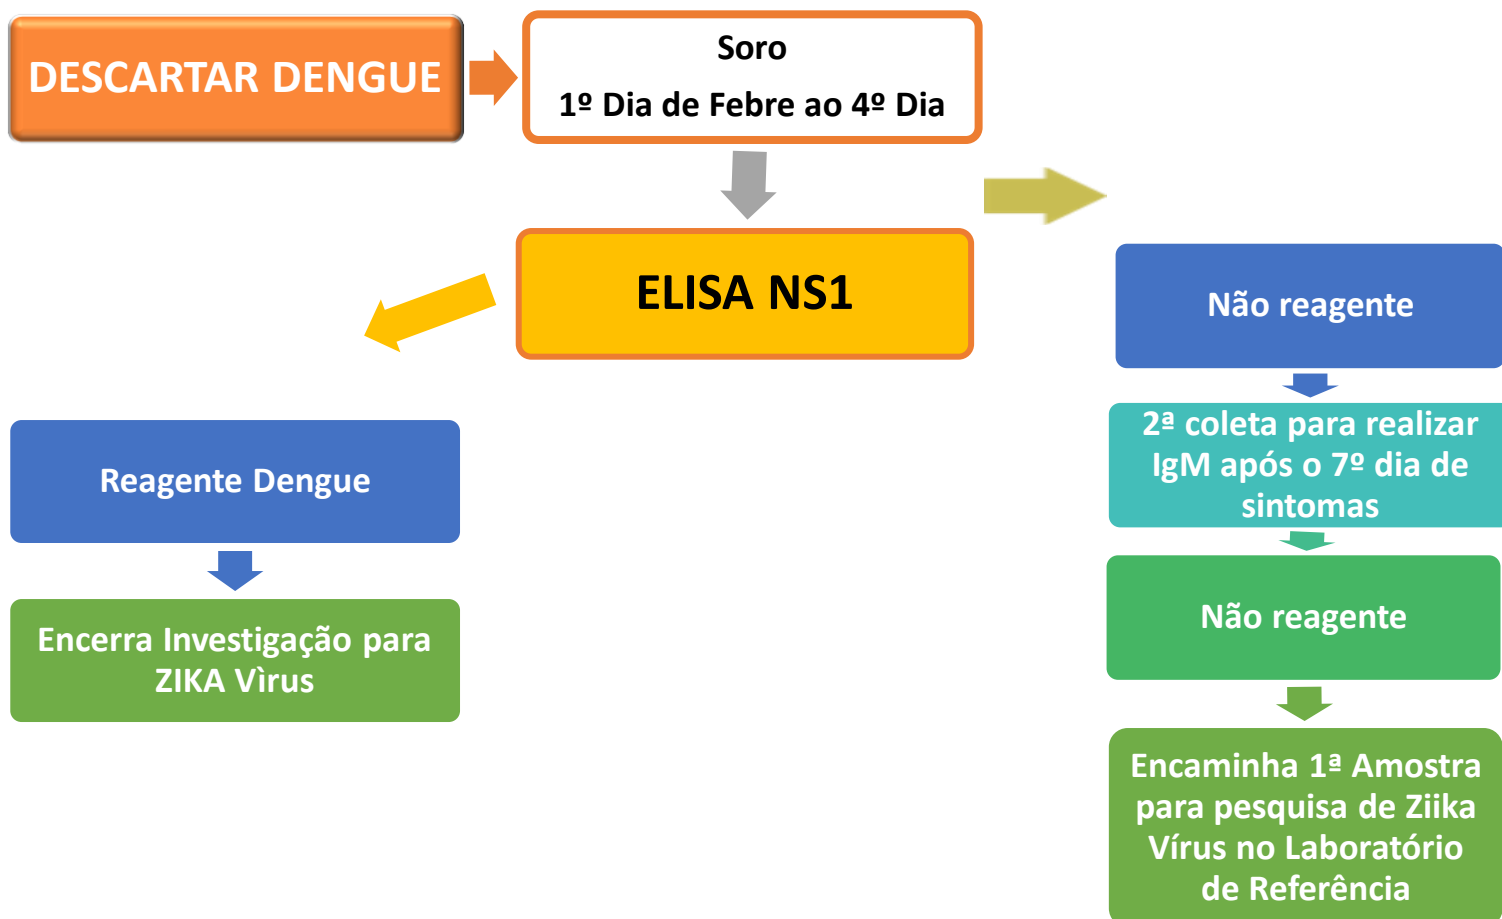 DESCARTAR DENGUE
Soro
1º Dia de Febre ao 4º Dia
ELISA NS1
Reagente Dengue
Encerra Investigação para
ZIKA Vìrus
Não reagente
2ª coleta para realizar
IgM após o 7º dia de
sintomas
Não reagente
Encaminha 1ª Amostra
para pesquisa de Ziika
Vírus no Laboratório
de Referência